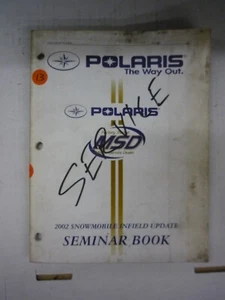 POLARIS
The Way Out.
POLARIS
SERVICE
MSD
2002 SNOWMOBILE INFIELD UPDATE
SEMINAR BOOK